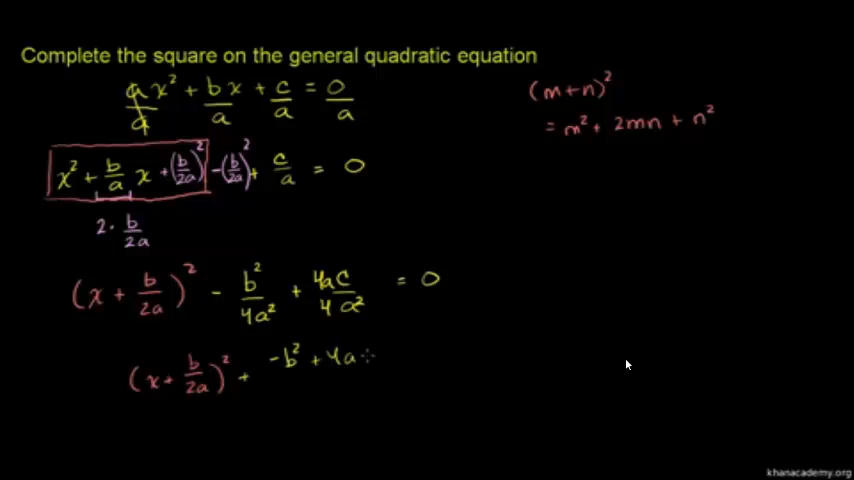 Complete the square on the general quadratic equation
ax²/a + bx/a + c/a = 0/a
(m+n)²
= m² + 2mn + n²
x² + b/a x + (b/2a)² - (b/2a)² + c/a = 0
2 · b/2a
(x + b/2a)² - b²/4a² + 4ac/4a² = 0
(x + b/2a)² + -b² + 4a
khanacademy.org